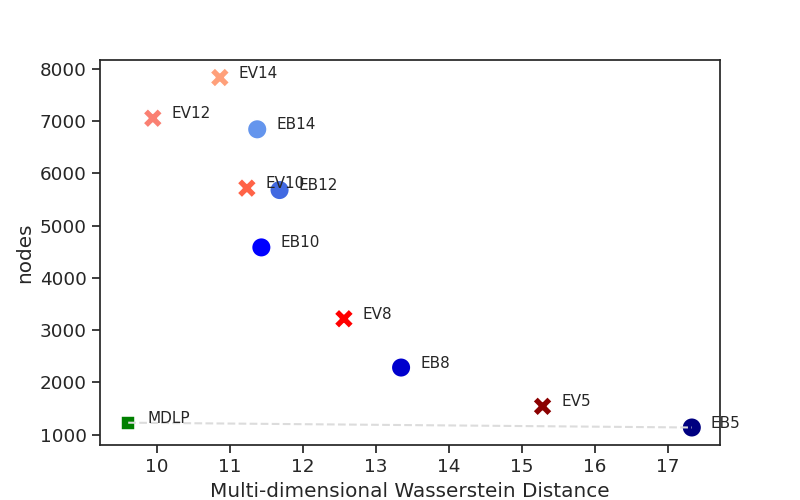 8000
7000
6000
5000
4000
3000
2000
1000
nodes
EV14
EV12
EB14
EV10
EB12
EB10
EV8
EB8
EV5
MDLP
EB5
10 11 12 13 14 15 16 17
Multi-dimensional Wasserstein Distance